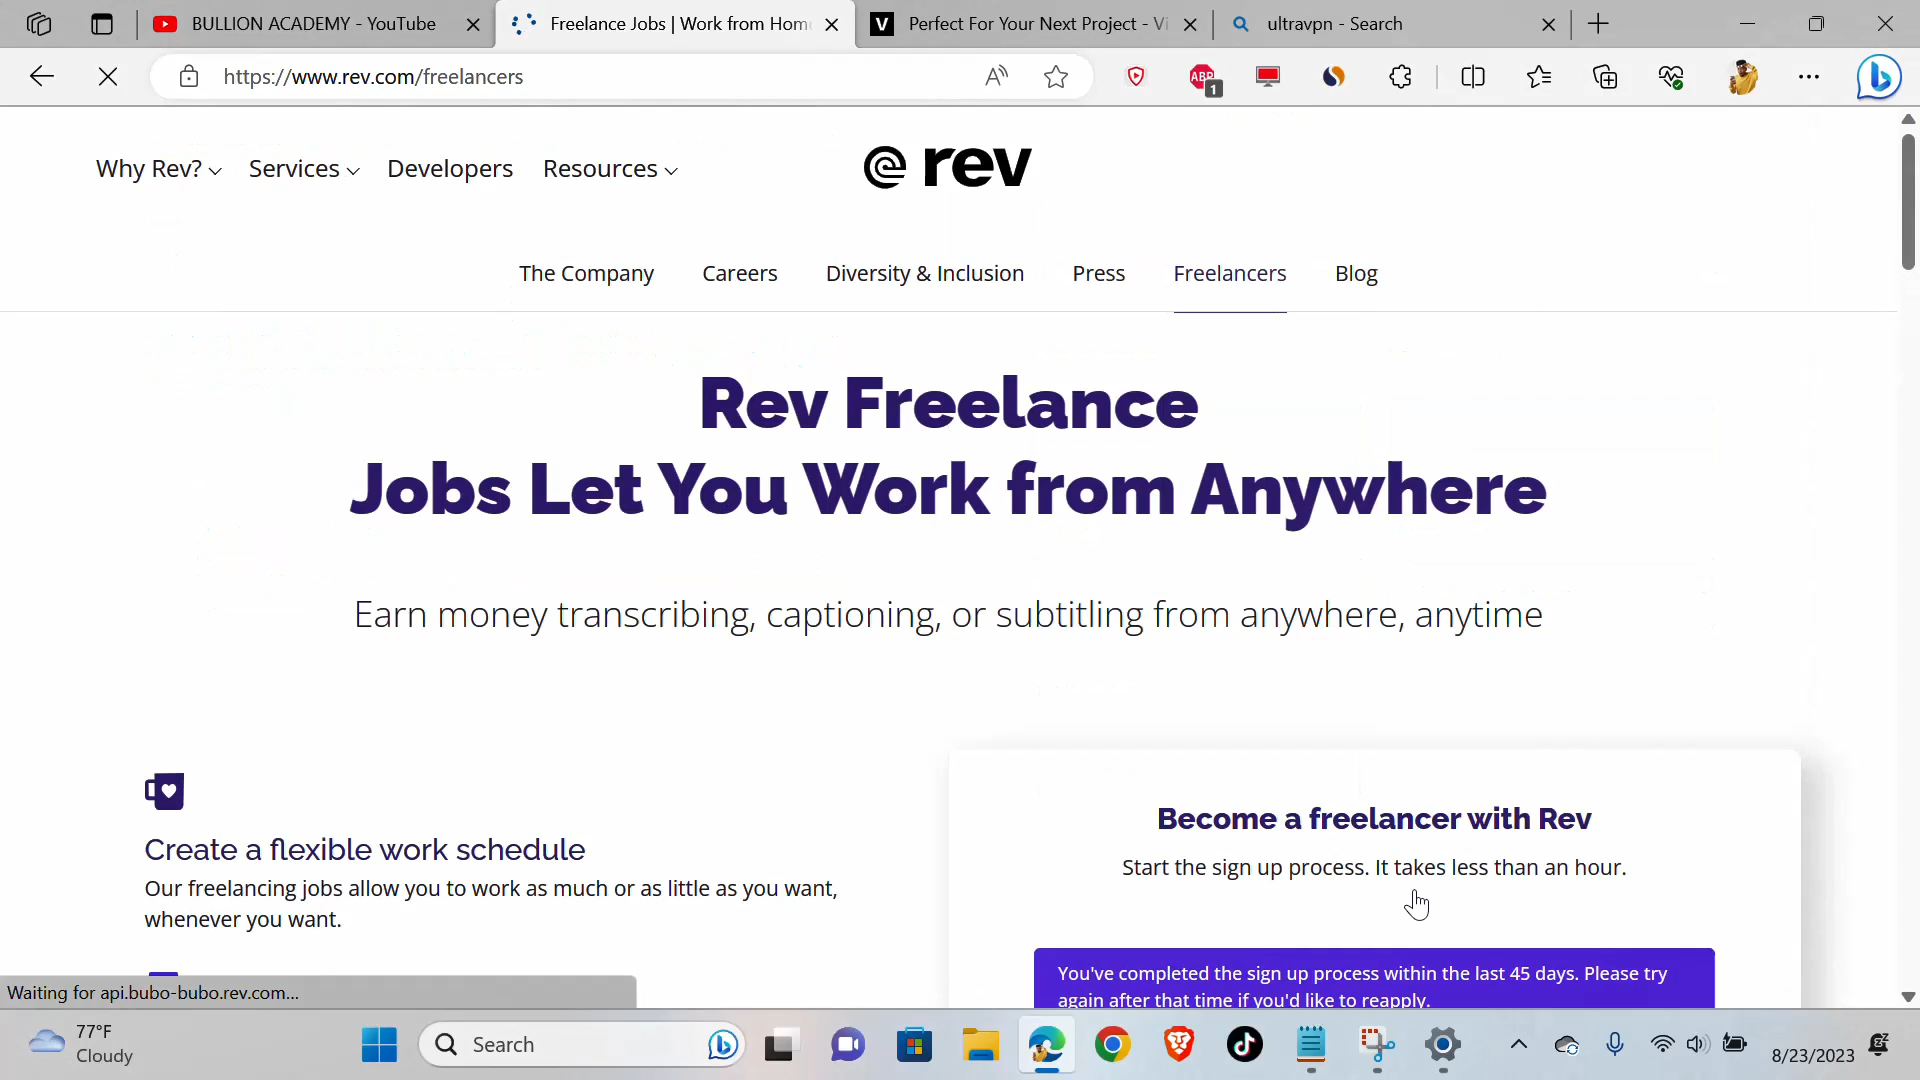 BULLION ACADEMY - YouTube
Freelance Jobs | Work from Hom
Perfect For Your Next Project - Vi
ultravpn - Search
https://www.rev.com/freelancers
ABP
1
Why Rev?
Services
Developers
Resources
rev
The Company
Careers
Diversity & Inclusion
Press
Freelancers
Blog
Rev Freelance
Jobs Let You Work from Anywhere
Earn money transcribing, captioning, or subtitling from anywhere, anytime
Create a flexible work schedule
Our freelancing jobs allow you to work as much or as little as you want,
whenever you want.
Become a freelancer with Rev
Start the sign up process. It takes less than an hour.
You've completed the sign up process within the last 45 days. Please try
again after that time if you'd like to reapply.
Waiting for api.bubo-bubo.rev.com...
77°F
Cloudy
Search
8/23/2023